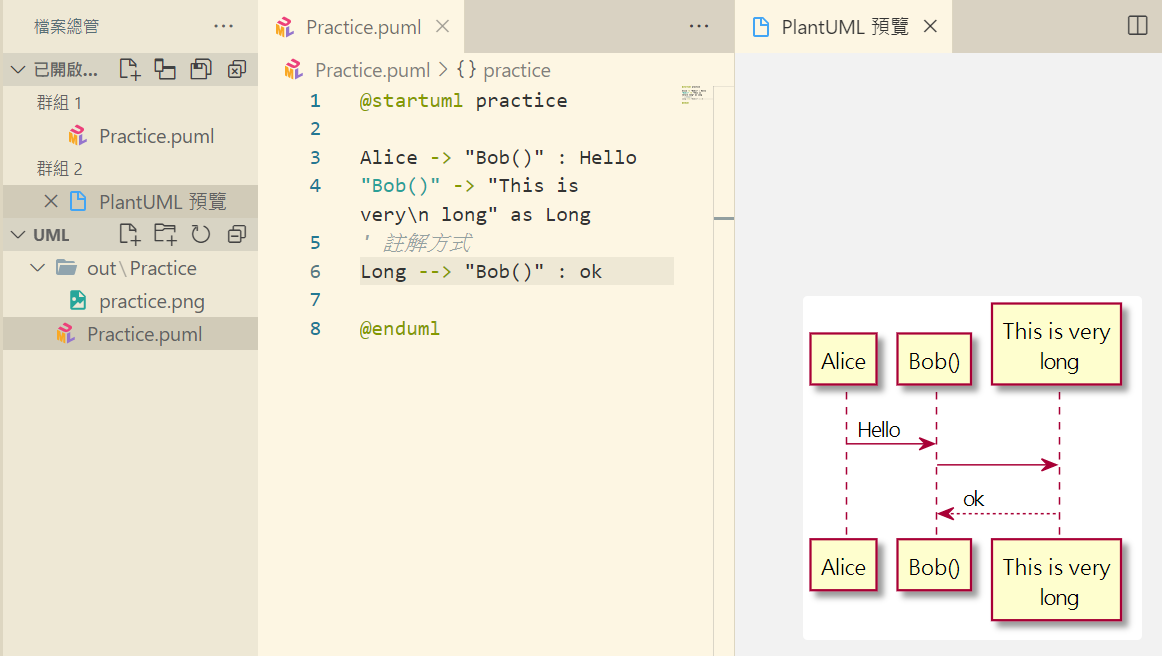 檔案總管
···
已開啟...
群組 1
Practice.puml
群組 2
PlantUML 預覽
UML
out\Practice
practice.png
Practice.puml
Practice.puml
···
Practice.puml > {} practice
1 @startuml practice
2
3 Alice -> "Bob()" : Hello
4 "Bob()" -> "This is
very\n long" as Long
5 ' 註解方式
6 Long --> "Bob()" : ok
7
8 @enduml
PlantUML 預覽
Alice
Bob()
This is very
long
Hello
ok
Alice
Bob()
This is very
long